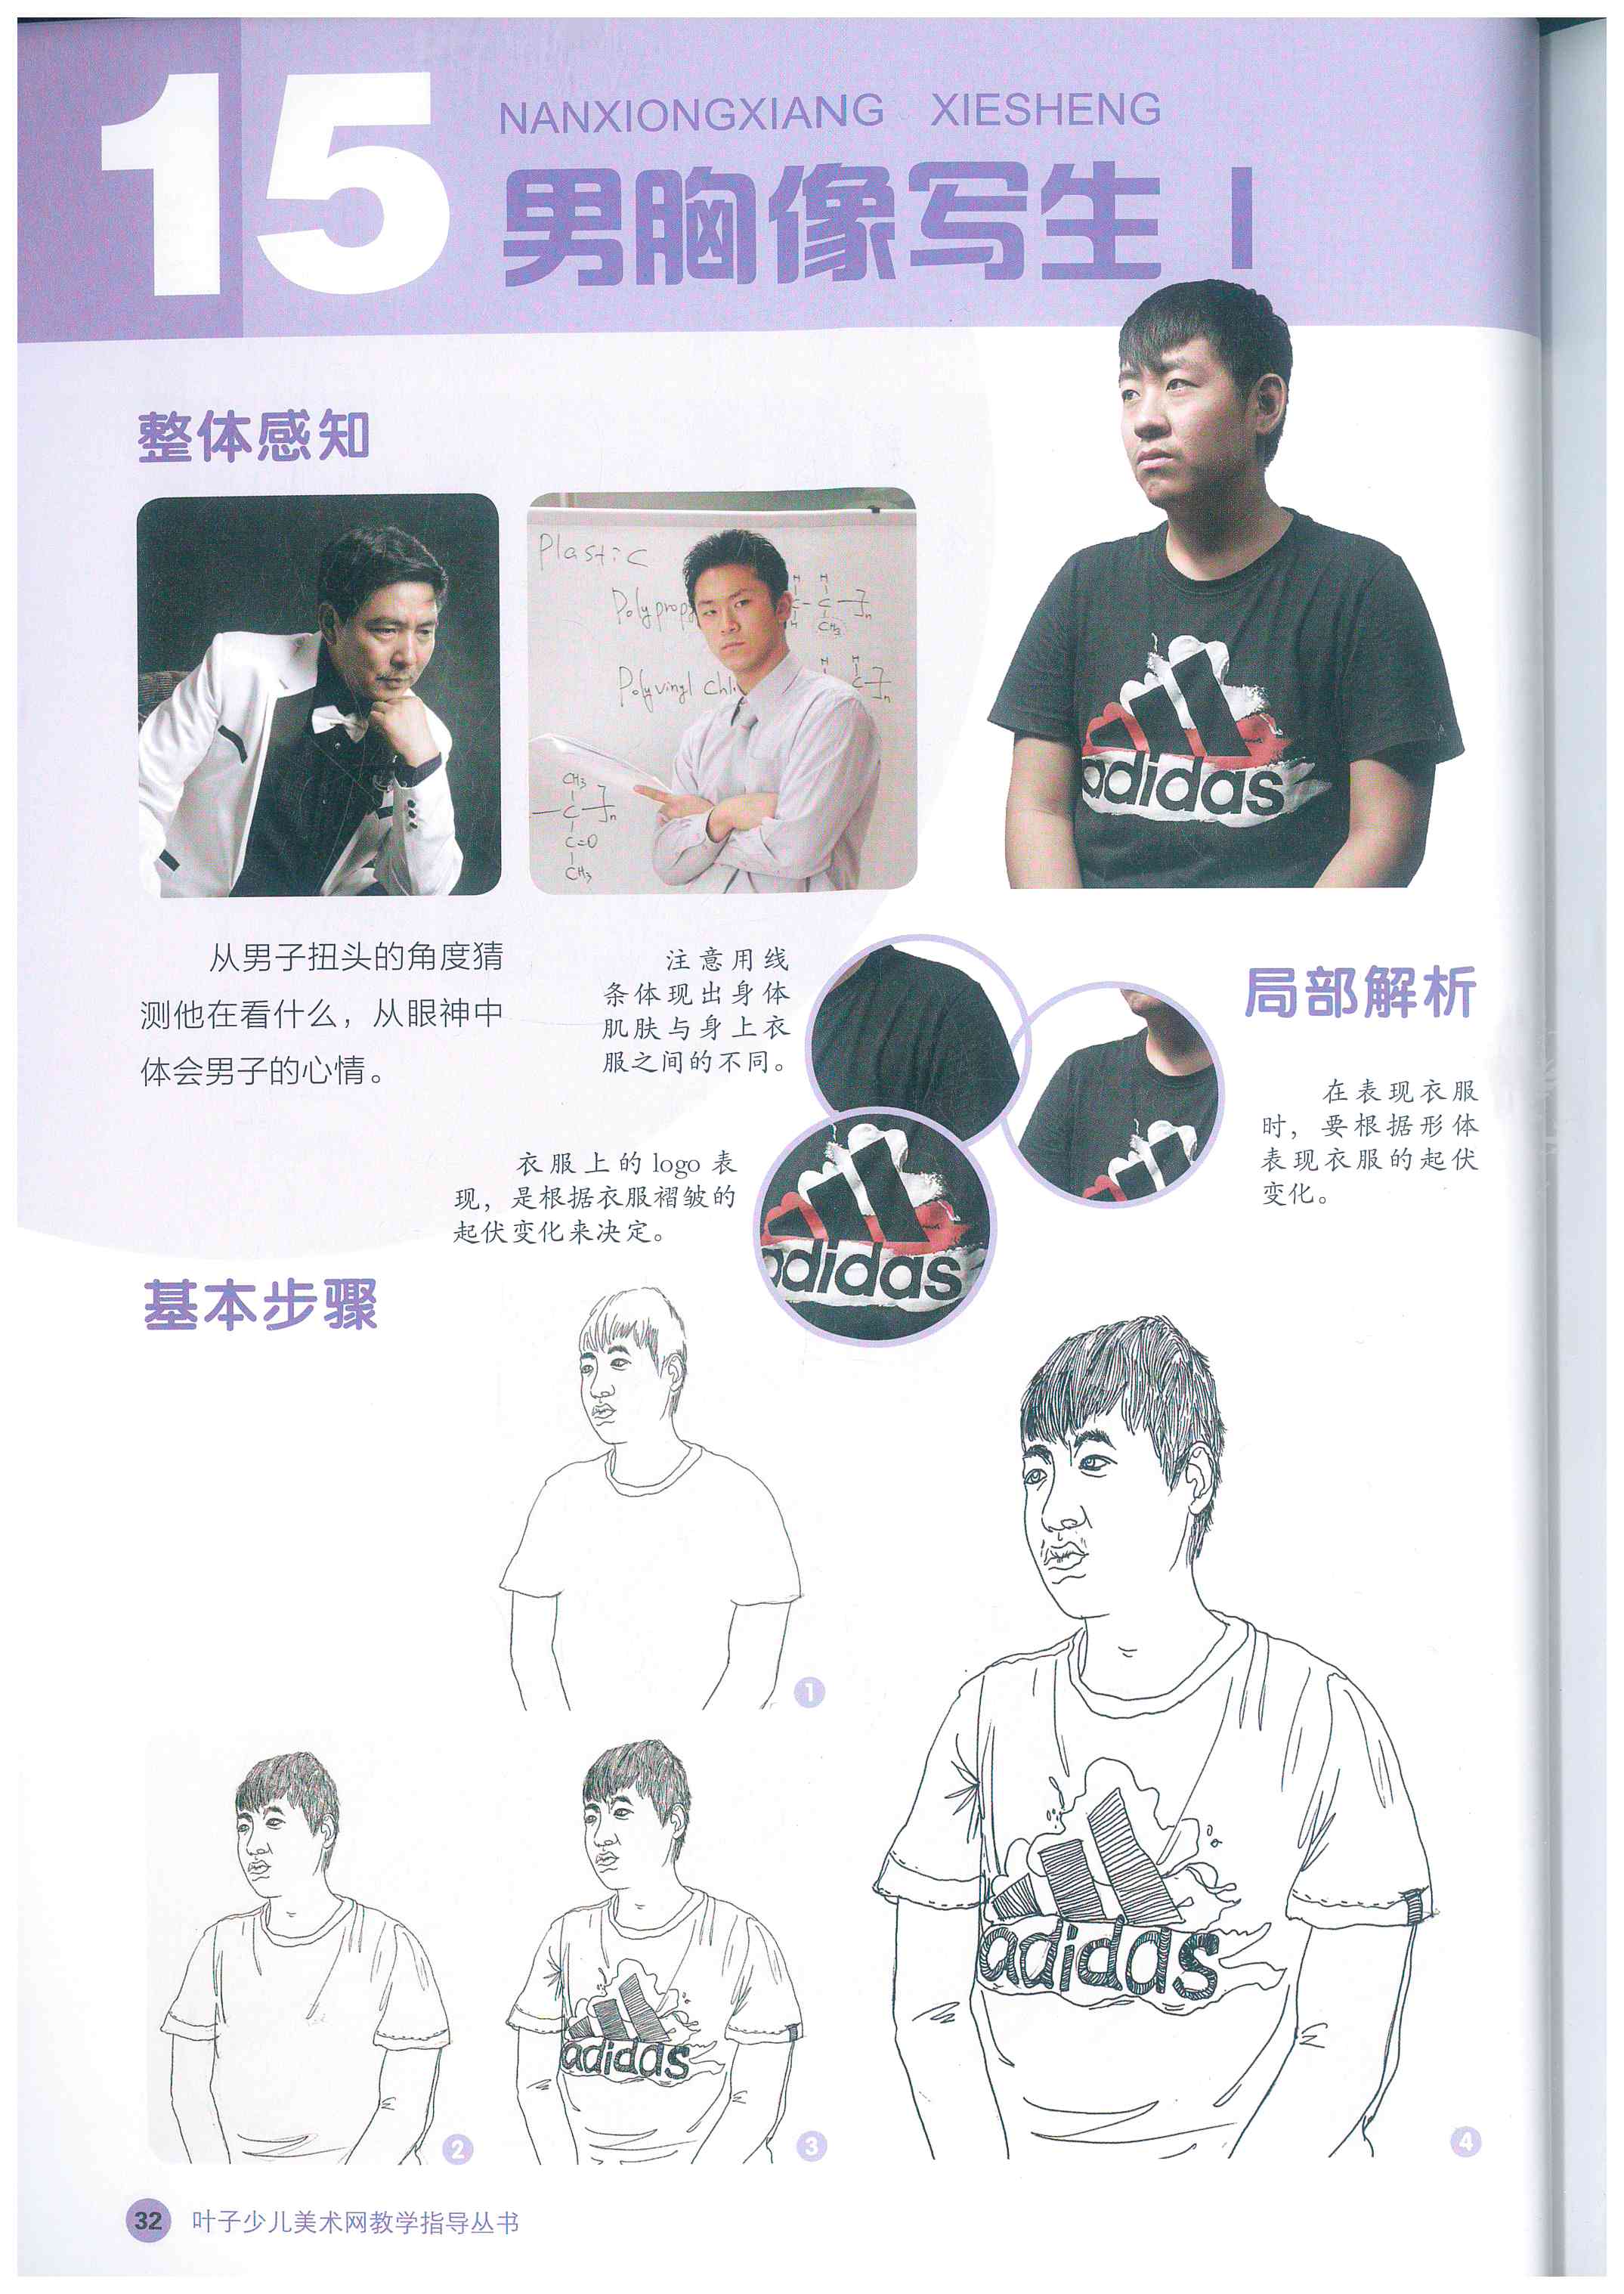 15
NANXIONGXIANG XIESHENG
男胸像写生 I
整体感知
Plastic
Polyprop
H H
C-C
]n
H CH₃
Polyvinyl chl
H H
C
]n
CH₃
C
]n
C=O
CH₃
adidas
从男子扭头的角度猜
测他在看什么，从眼神中
体会男子的心情。
注意用线
条体现出身体
肌肤与身上衣
服之间的不同。
局部解析
在表现衣服
时，要根据形体
表现衣服的起伏
变化。
衣服上的 logo 表
现，是根据衣服褶皱的
起伏变化来决定。
adidas
基本步骤
1
2
adidas
3
adidas
4
32 叶子少儿美术网教学指导丛书